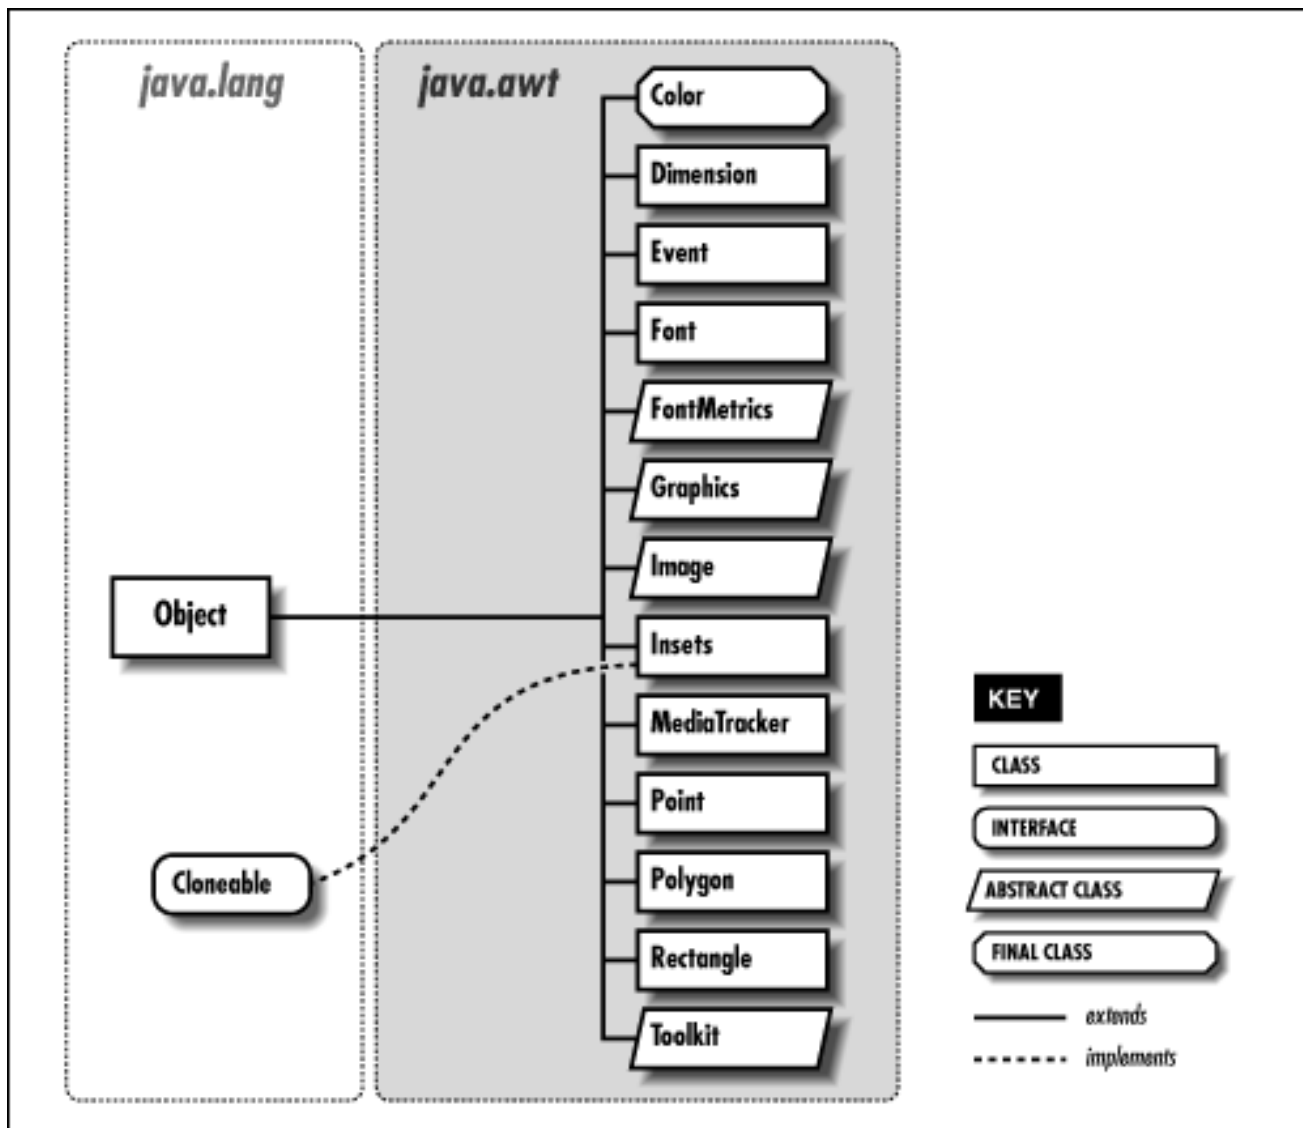 java.lang
java.awt
Color
Dimension
Event
Font
FontMetrics
Graphics
Image
Object
Insets
MediaTracker
Point
Cloneable
Polygon
Rectangle
Toolkit
KEY
CLASS
INTERFACE
ABSTRACT CLASS
FINAL CLASS
extends
implements